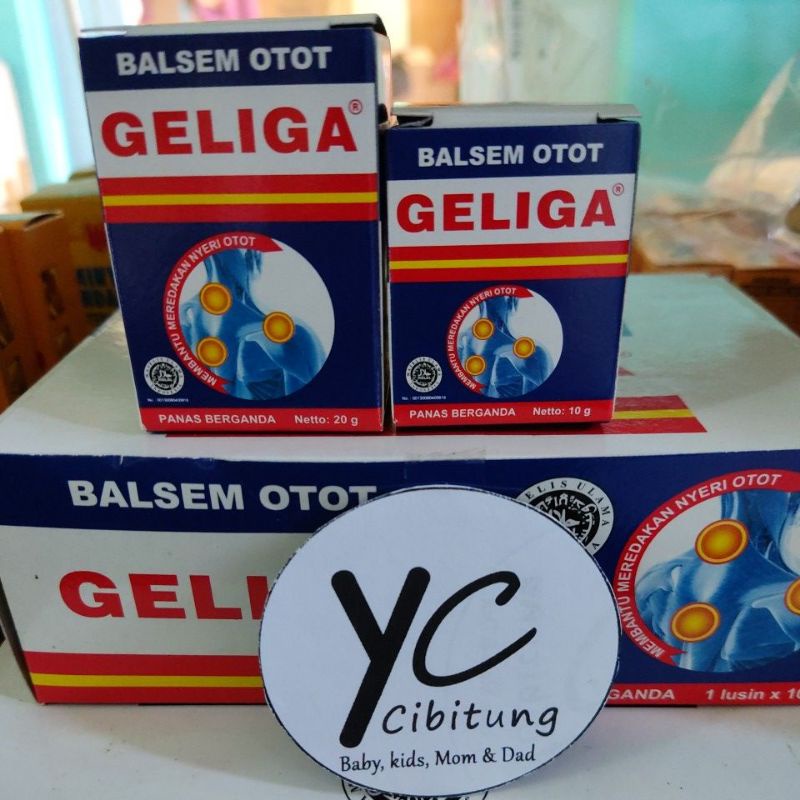 BALSEM OTOT
GELIGA®
MEMBANTU MEREDAKAN NYERI OTOT
PANAS BERGANDA Netto: 20 g
BALSEM OTOT
GELIGA®
MEMBANTU MEREDAKAN NYERI OTOT
PANAS BERGANDA Netto: 10 g
BALSEM OTOT
GELI
MEMBANTU MEREDAKAN NYERI OTOT
GANDA 1 lusin x 10
YC
Cibitung
Baby, kids, Mom & Dad